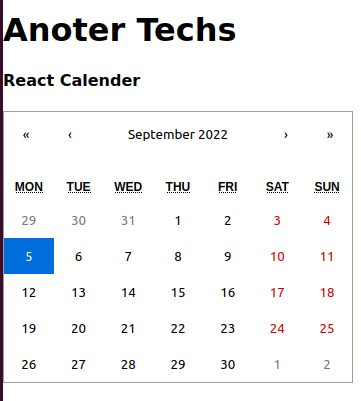 Anoter Techs
React Calender
« ‹ September 2022 › »
MON TUE WED THU FRI SAT SUN
29 30 31 1 2 3 4
5 6 7 8 9 10 11
12 13 14 15 16 17 18
19 20 21 22 23 24 25
26 27 28 29 30 1 2